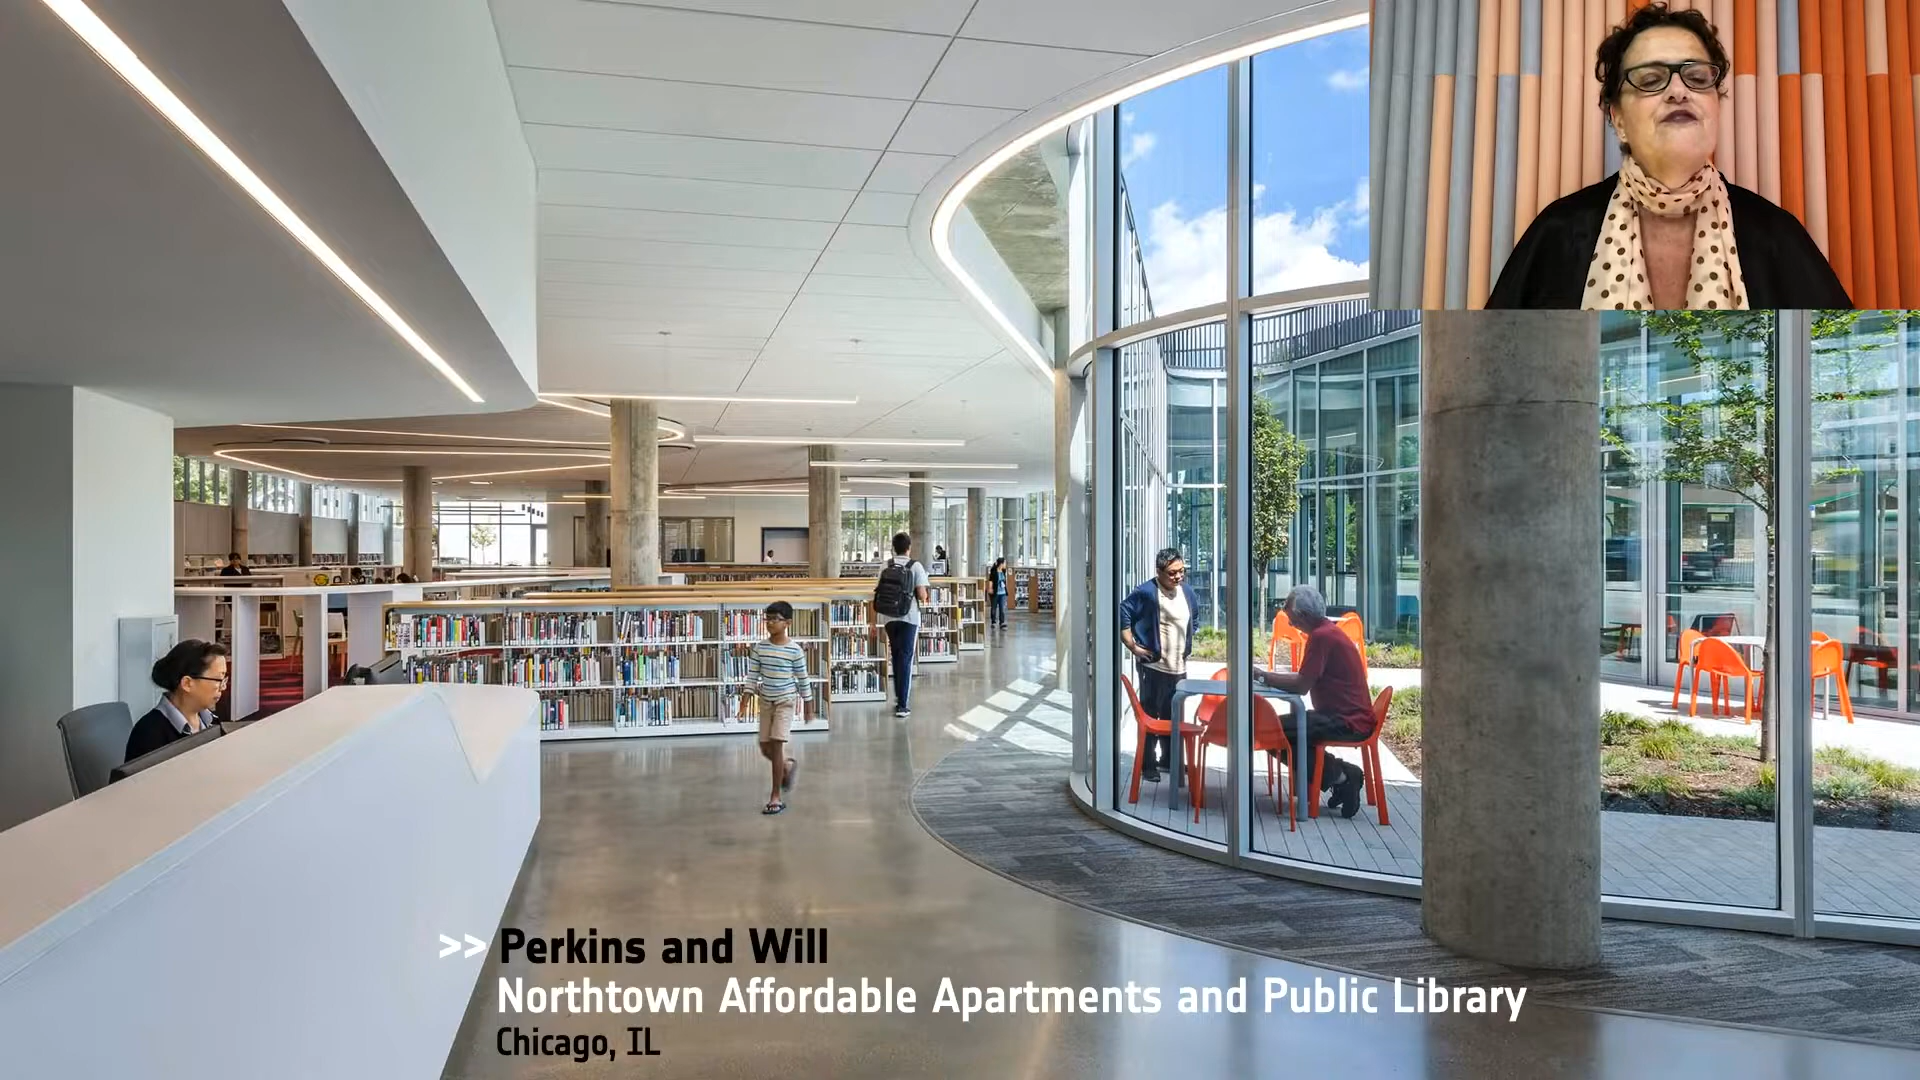 >> Perkins and Will
Northtown Affordable Apartments and Public Library
Chicago, IL